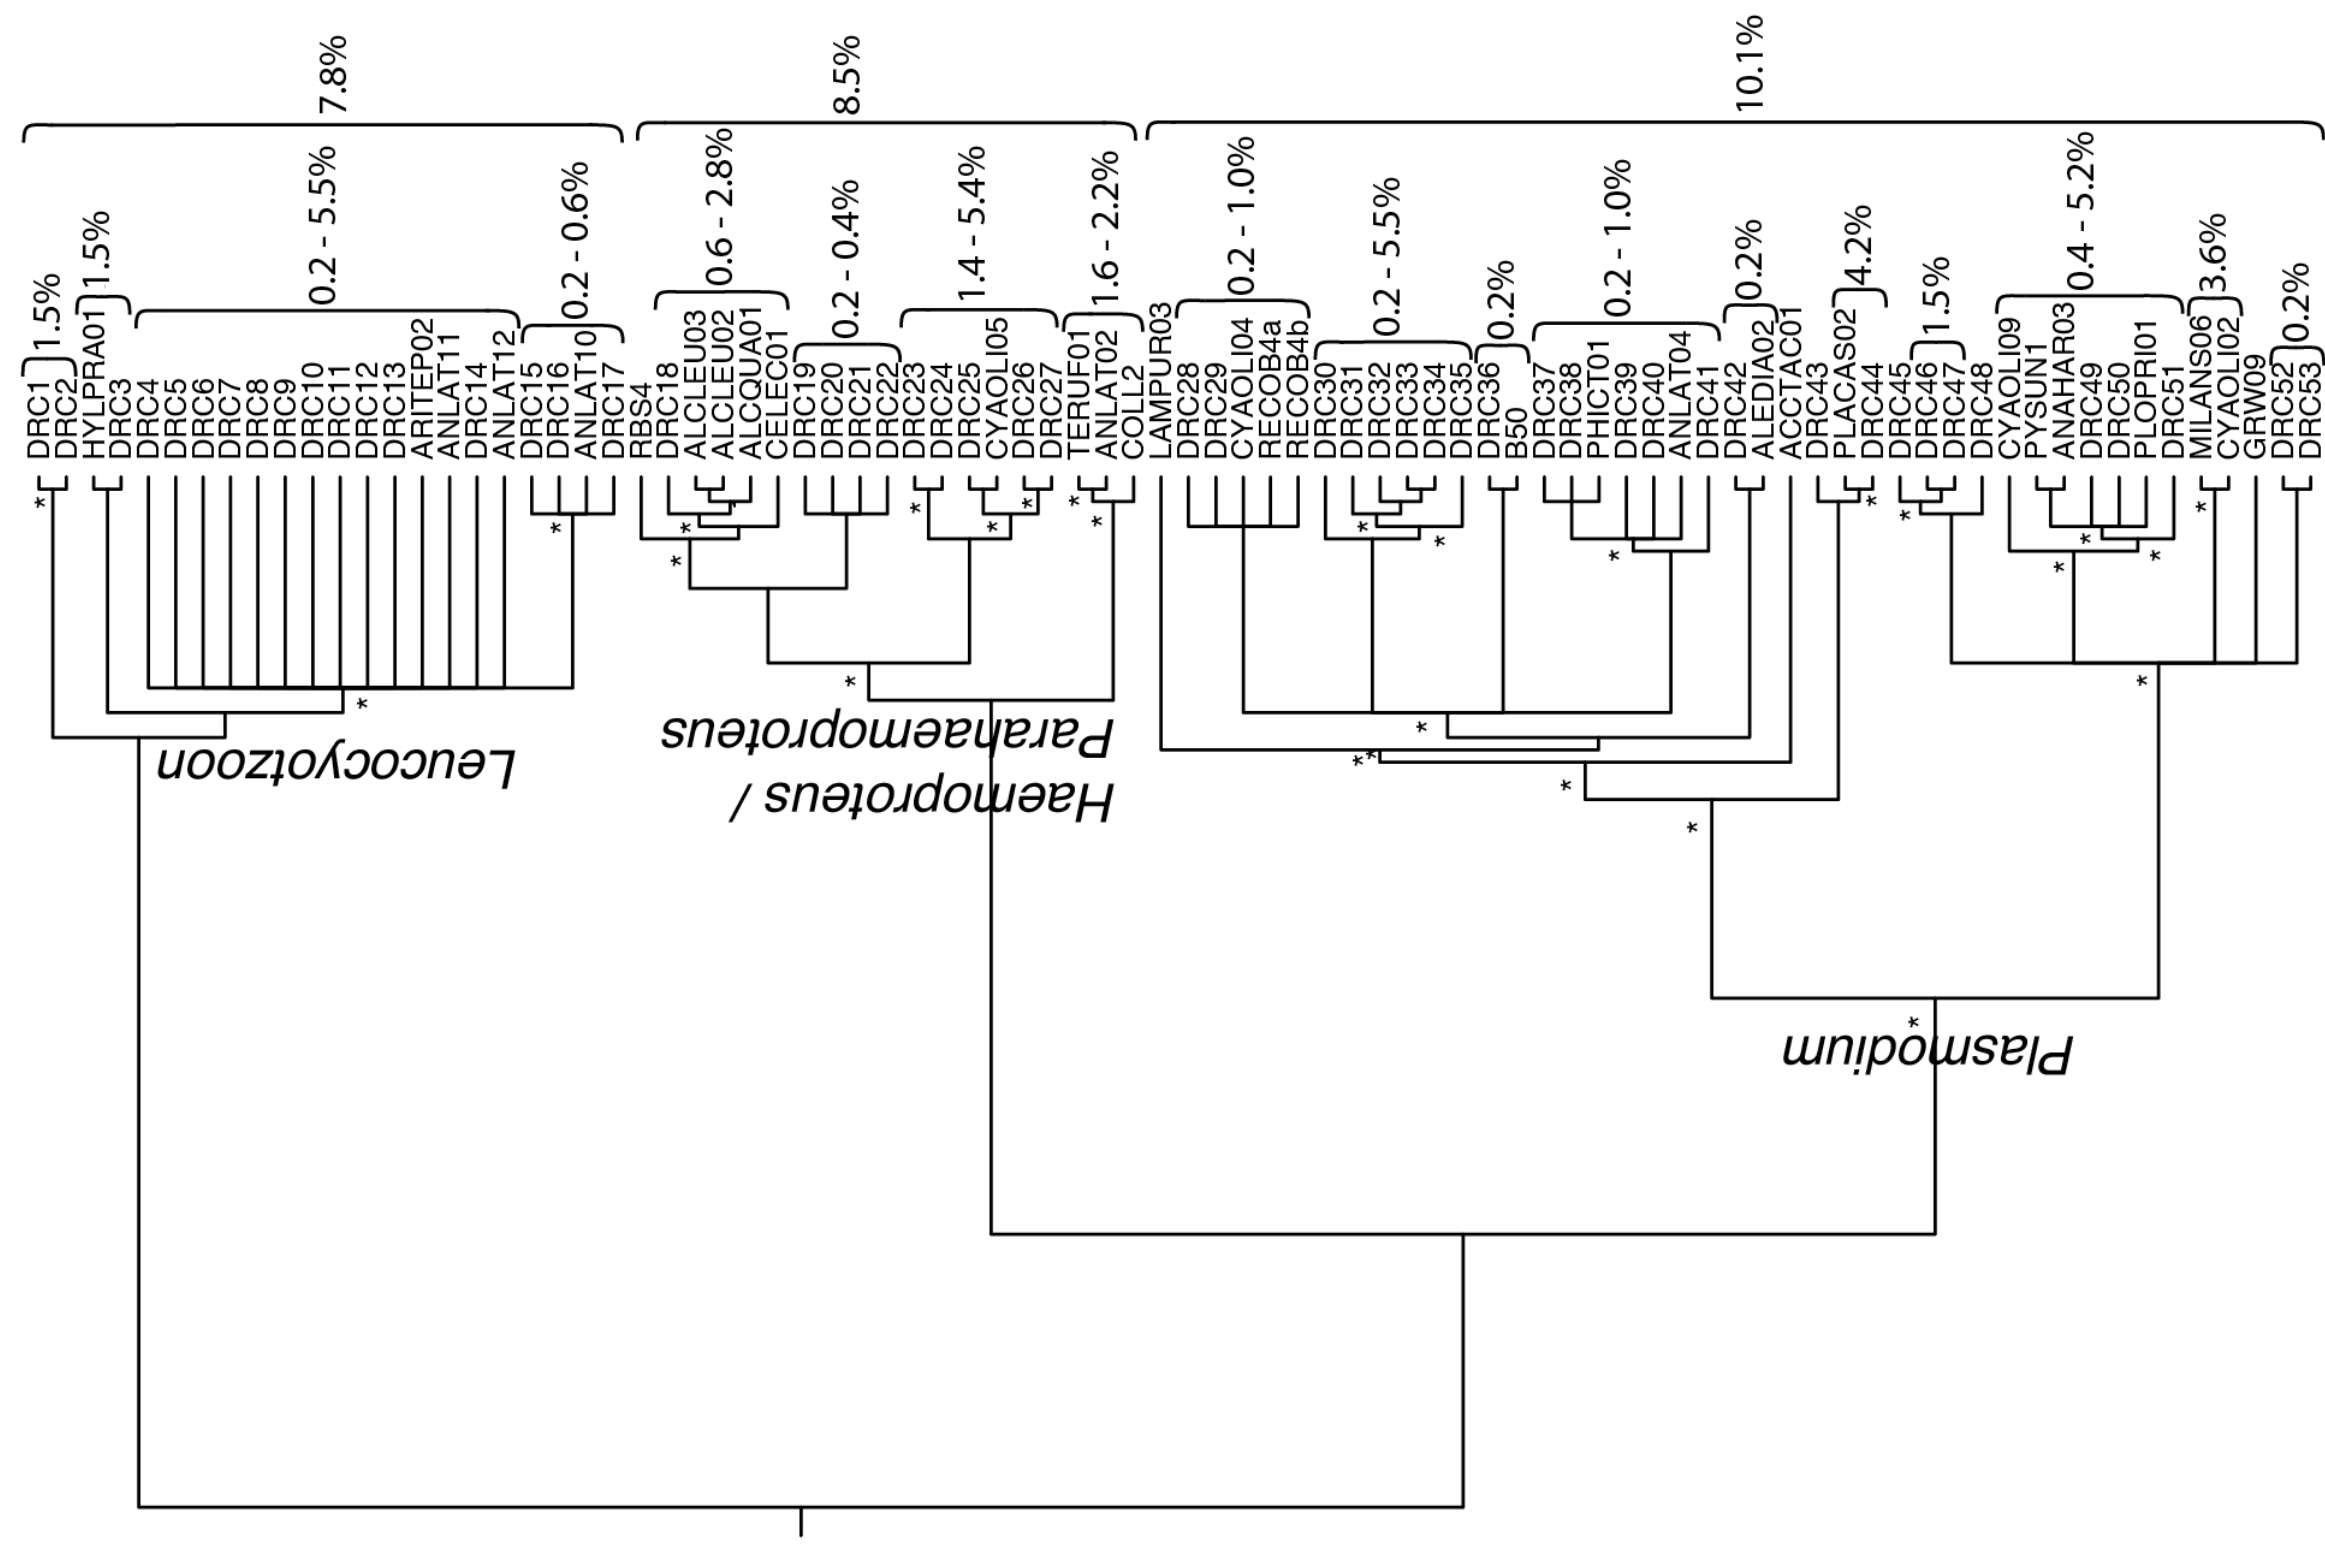 7.8%
8.5%
10.1%
1.5%
1.5%
0.2 - 5.5%
0.2 - 0.6%
0.6 - 2.8%
0.2 - 0.4%
1.4 - 5.4%
1.6 - 2.2%
0.2 - 1.0%
0.2 - 5.5%
0.2%
0.2 - 1.0%
0.2%
4.2%
1.5%
0.4 - 5.2%
3.6%
0.2%
DRC1
DRC2
HYLPRA01
DRC3
DRC4
DRC5
DRC6
DRC7
DRC8
DRC9
DRC10
DRC11
DRC12
DRC13
ARITEP02
ANLAT11
DRC14
ANLAT12
DRC15
DRC16
ANLAT10
DRC17
RBS4
DRC18
ALCLEU03
ALCLEU02
ALCQUA01
CELEC01
DRC19
DRC20
DRC21
DRC22
DRC23
DRC24
DRC25
CYAOLI05
DRC26
DRC27
TERUF01
ANLAT02
COLL2
LAMPUR03
DRC28
DRC29
CYAOLI04
RECOB4a
RECOB4b
DRC30
DRC31
DRC32
DRC33
DRC34
DRC35
DRC36
B50
DRC37
DRC38
PHICT01
DRC39
DRC40
ANLAT04
DRC41
DRC42
ALEDIA02
ACCTAC01
DRC43
PLACAS02
DRC44
DRC45
DRC46
DRC47
DRC48
CYAOLI09
PYSUN1
ANAHAR03
DRC49
DRC50
PLOPRI01
DRC51
MILANS06
CYAOLI02
GRW09
DRC52
DRC53
Leucocyotzoon
Haemoproteus /
Parahaemoproteus
Plasmodium